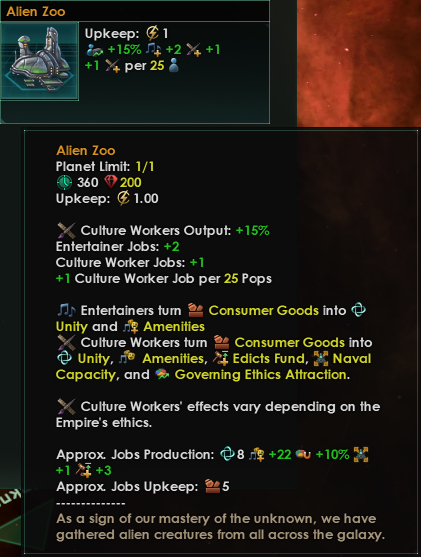 Alien Zoo
Upkeep: 1
+15% +2 +1
+1 per 25
Alien Zoo
Planet Limit: 1/1
360 200
Upkeep: 1.00
Culture Workers Output: +15%
Entertainer Jobs: +2
Culture Worker Jobs: +1
+1 Culture Worker Job per 25 Pops
Entertainers turn Consumer Goods into
Unity and Amenities
Culture Workers turn Consumer Goods into
Unity, Amenities, Edicts Fund, Naval
Capacity, and Governing Ethics Attraction.
Culture Workers' effects vary depending on the
Empire's ethics.
Approx. Jobs Production: 8 +22 +10%
+1 +3
Approx. Jobs Upkeep: 5
--------------
As a sign of our mastery of the unknown, we have
gathered alien creatures from all across the galaxy.